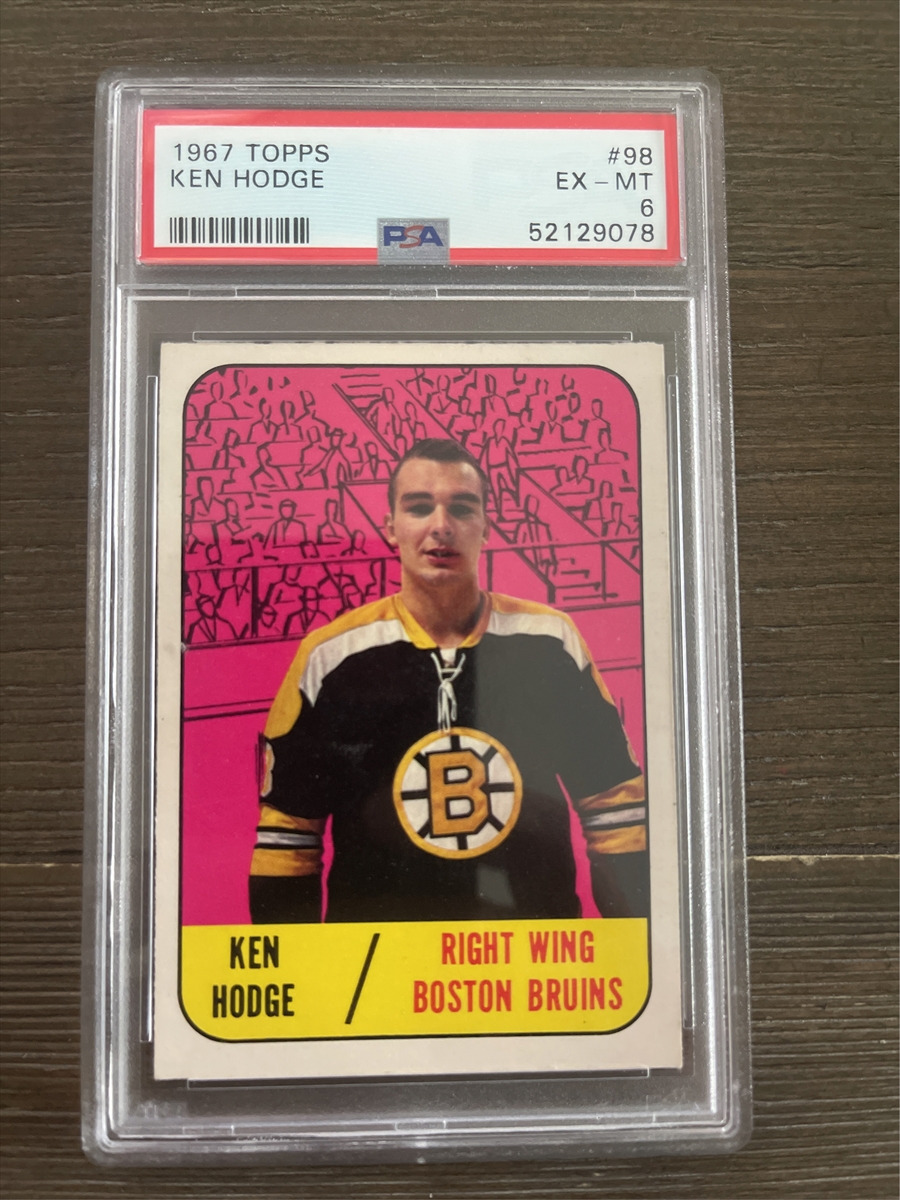 1967 TOPPS #98
KEN HODGE EX – MT
6
52129078
PSA
B
KEN / RIGHT WING
HODGE BOSTON BRUINS